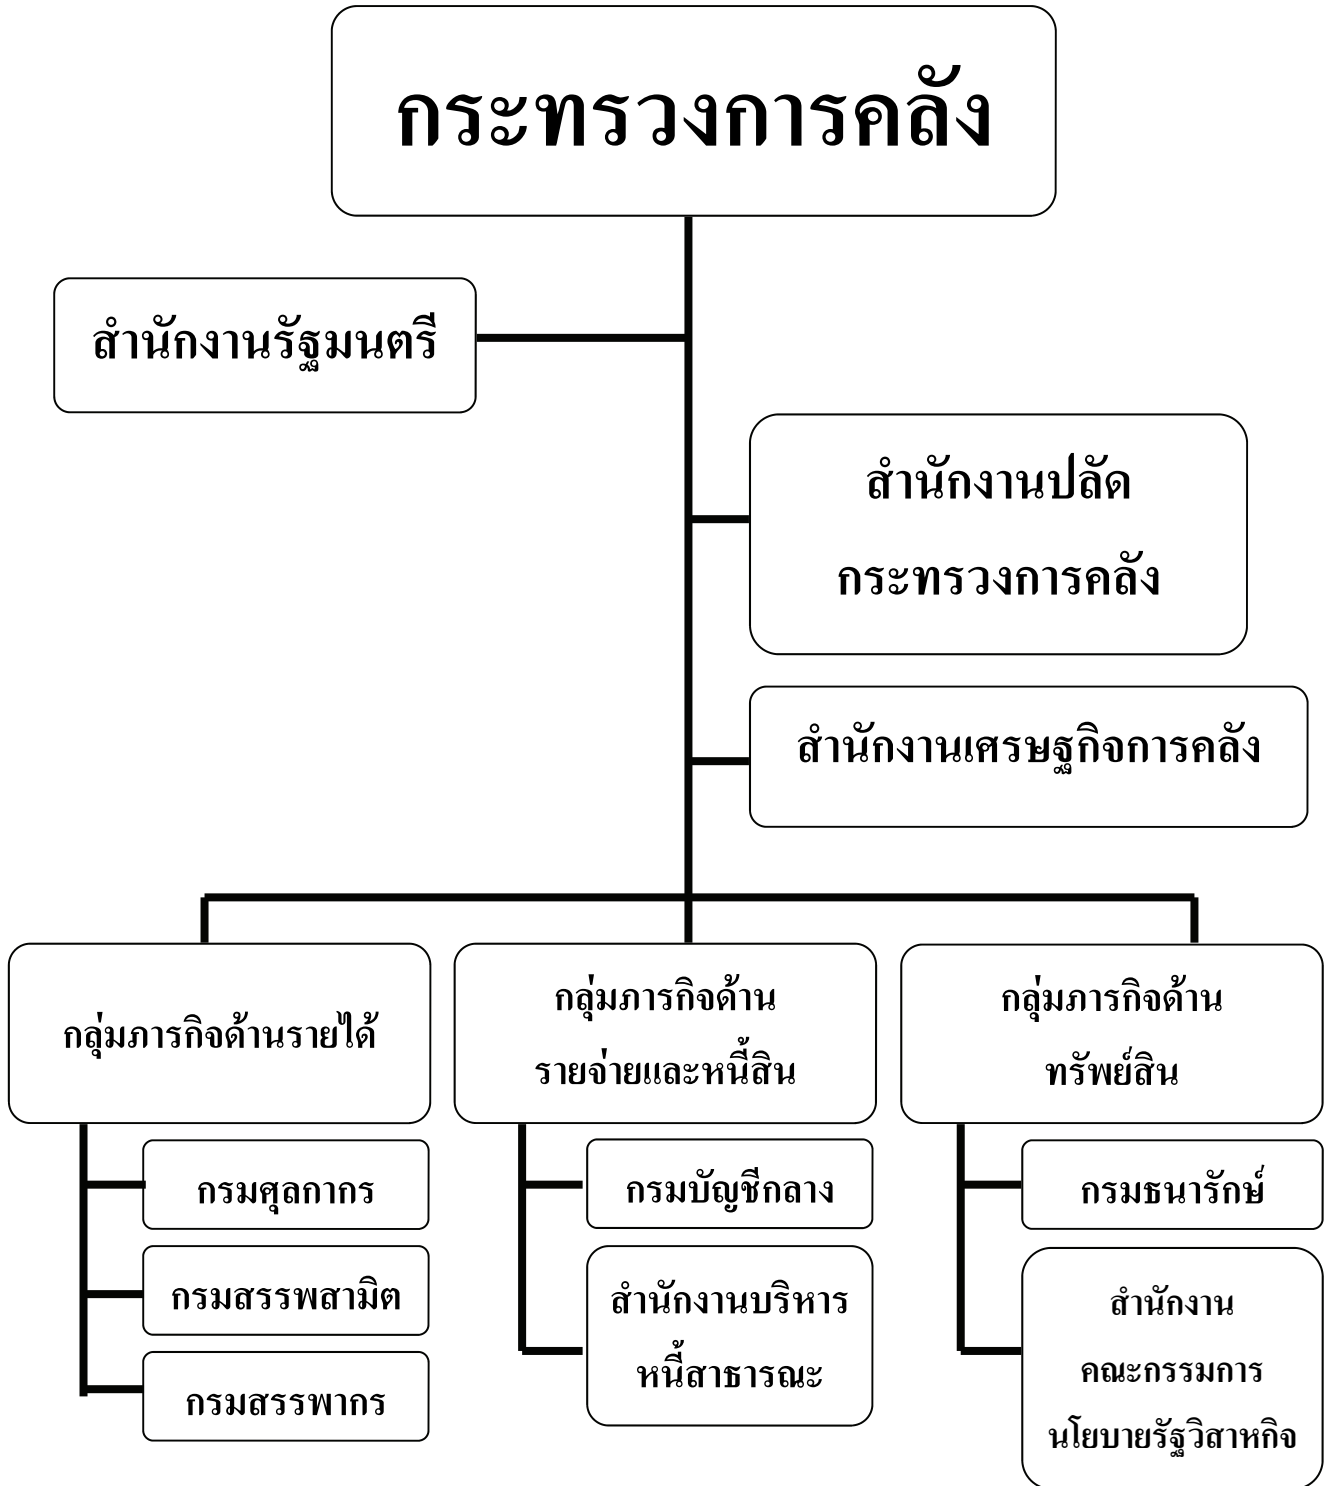 กระทรวงการคลัง
สำนักงานรัฐมนตรี
สำนักงานปลัด
กระทรวงการคลัง
สำนักงานเศรษฐกิจการคลัง
กลุ่มภารกิจด้านรายได้
กรมศุลกากร
กรมสรรพสามิต
กรมสรรพากร
กลุ่มภารกิจด้าน
รายจ่ายและหนี้สิน
กรมบัญชีกลาง
สำนักงานบริหาร
หนี้สาธารณะ
กลุ่มภารกิจด้าน
ทรัพย์สิน
กรมธนารักษ์
สำนักงาน
คณะกรรมการ
นโยบายรัฐวิสาหกิจ